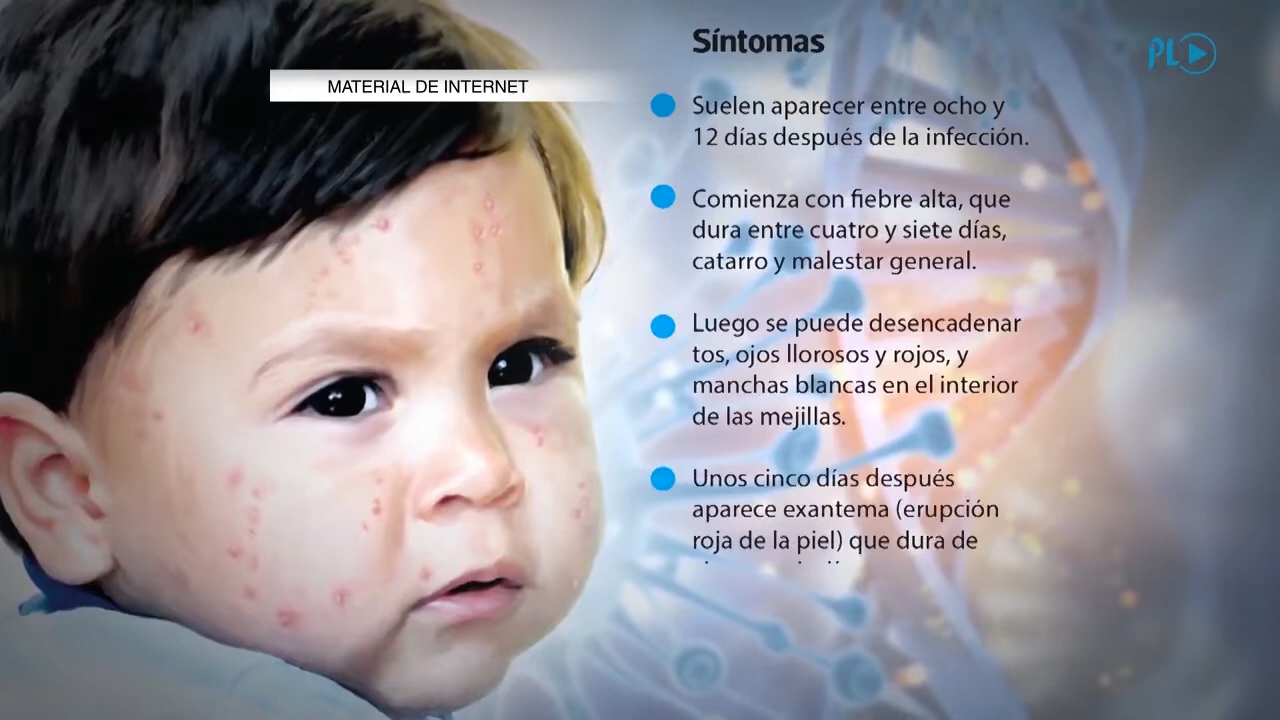 Síntomas
PL
MATERIAL DE INTERNET
Suelen aparecer entre ocho y
12 días después de la infección.
Comienza con fiebre alta, que
dura entre cuatro y siete días,
catarro y malestar general.
Luego se puede desencadenar
tos, ojos llorosos y rojos, y
manchas blancas en el interior
de las mejillas.
Unos cinco días después
aparece exantema (erupción
roja de la piel) que dura de